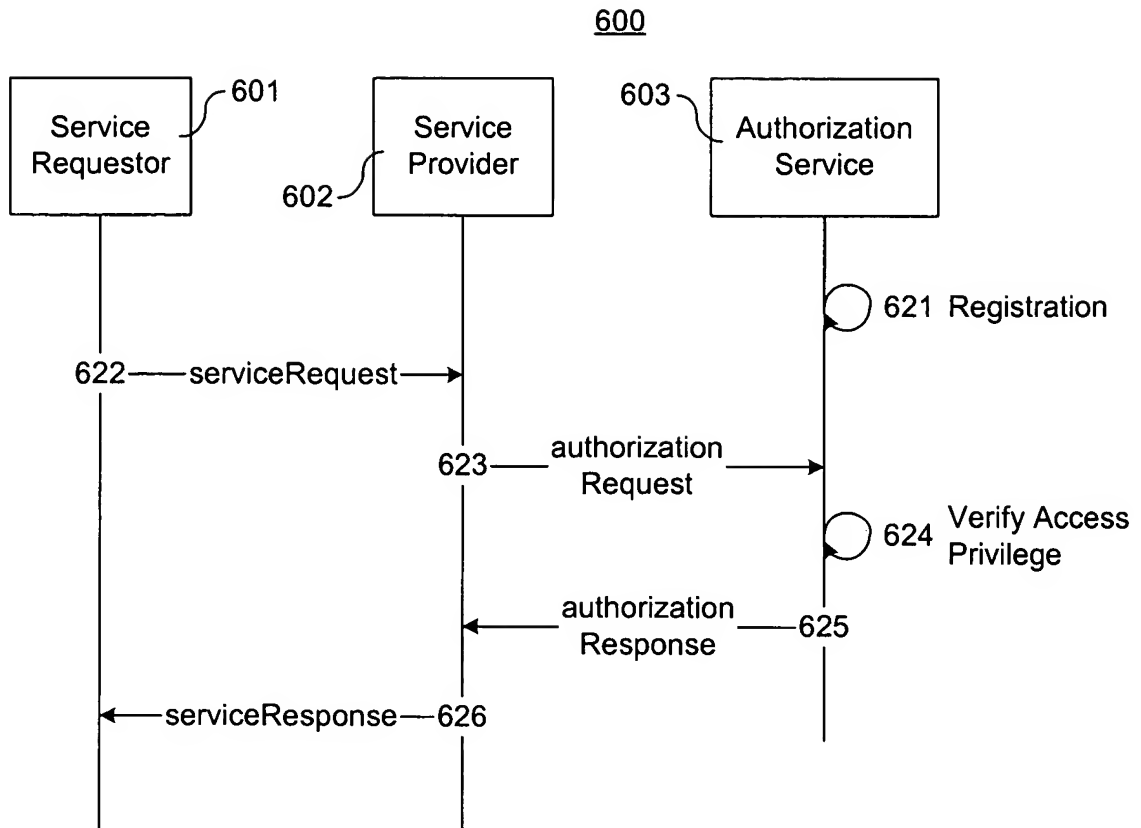 600
601
Service
Requestor
Service
Provider
602
603
Authorization
Service
621 Registration
622 serviceRequest
623 authorization
Request
624 Verify Access
Privilege
authorization
Response 625
serviceResponse 626